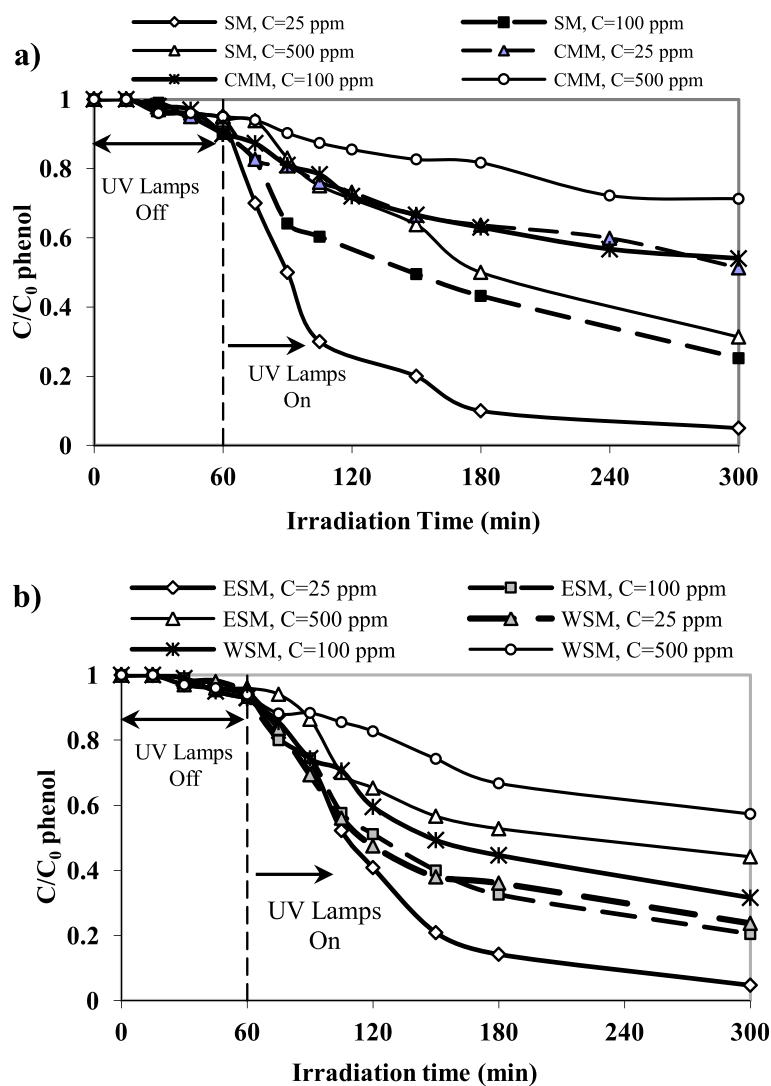 a)
SM, C=25 ppm SM, C=100 ppm
SM, C=500 ppm CMM, C=25 ppm
CMM, C=100 ppm CMM, C=500 ppm
C/C0 phenol
1
0.8
0.6
0.4
0.2
0
UV Lamps
Off
UV Lamps
On
0 60 120 180 240 300
Irradiation Time (min)
b)
ESM, C=25 ppm ESM, C=100 ppm
ESM, C=500 ppm WSM, C=25 ppm
WSM, C=100 ppm WSM, C=500 ppm
C/C0 phenol
1
0.8
0.6
0.4
0.2
0
UV Lamps
Off
UV Lamps
On
0 60 120 180 240 300
Irradiation time (min)